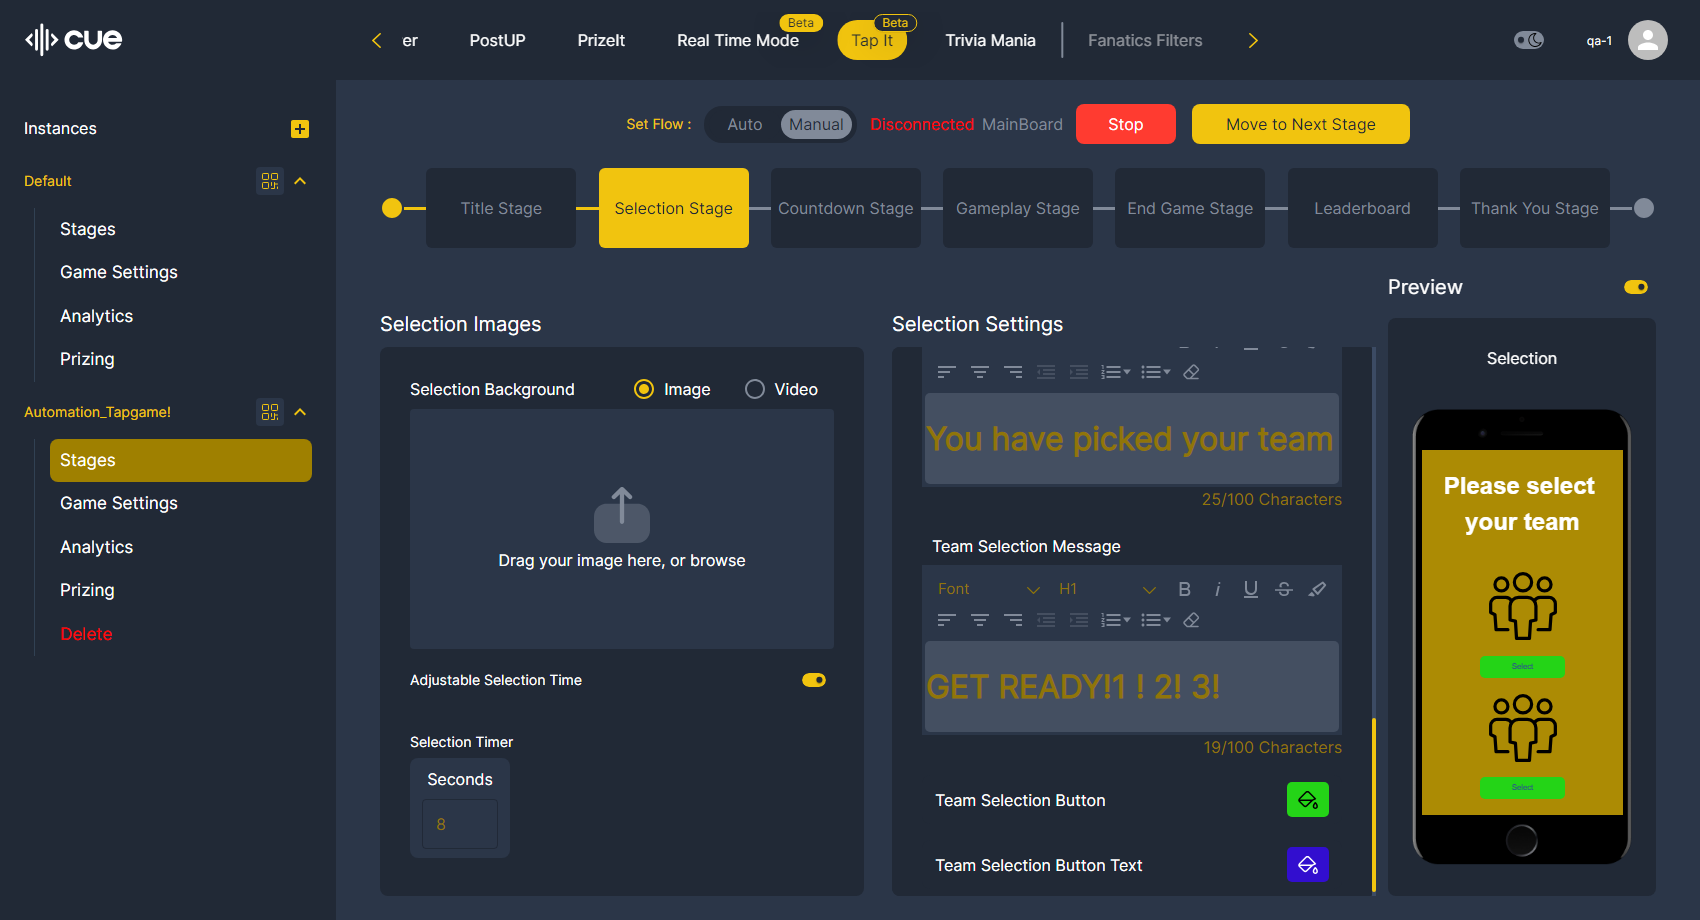 cue
er
PostUP
PrizeIt
Real Time Mode
Beta
Tap It
Beta
Trivia Mania
Fanatics Filters
qa-1
Instances
Default
Stages
Game Settings
Analytics
Prizing
Automation_Tapgame!
Stages
Game Settings
Analytics
Prizing
Delete
Set Flow :
Auto
Manual
Disconnected MainBoard
Stop
Move to Next Stage
Title Stage
Selection Stage
Countdown Stage
Gameplay Stage
End Game Stage
Leaderboard
Thank You Stage
Selection Images
Selection Background
Image
Video
Drag your image here, or browse
Adjustable Selection Time
Selection Timer
Seconds
8
Selection Settings
You have picked your team
25/100 Characters
Team Selection Message
Font
H1
B
i
U
S
GET READY!1 ! 2! 3!
19/100 Characters
Team Selection Button
Team Selection Button Text
Preview
Selection
Please select
your team
Select
Select